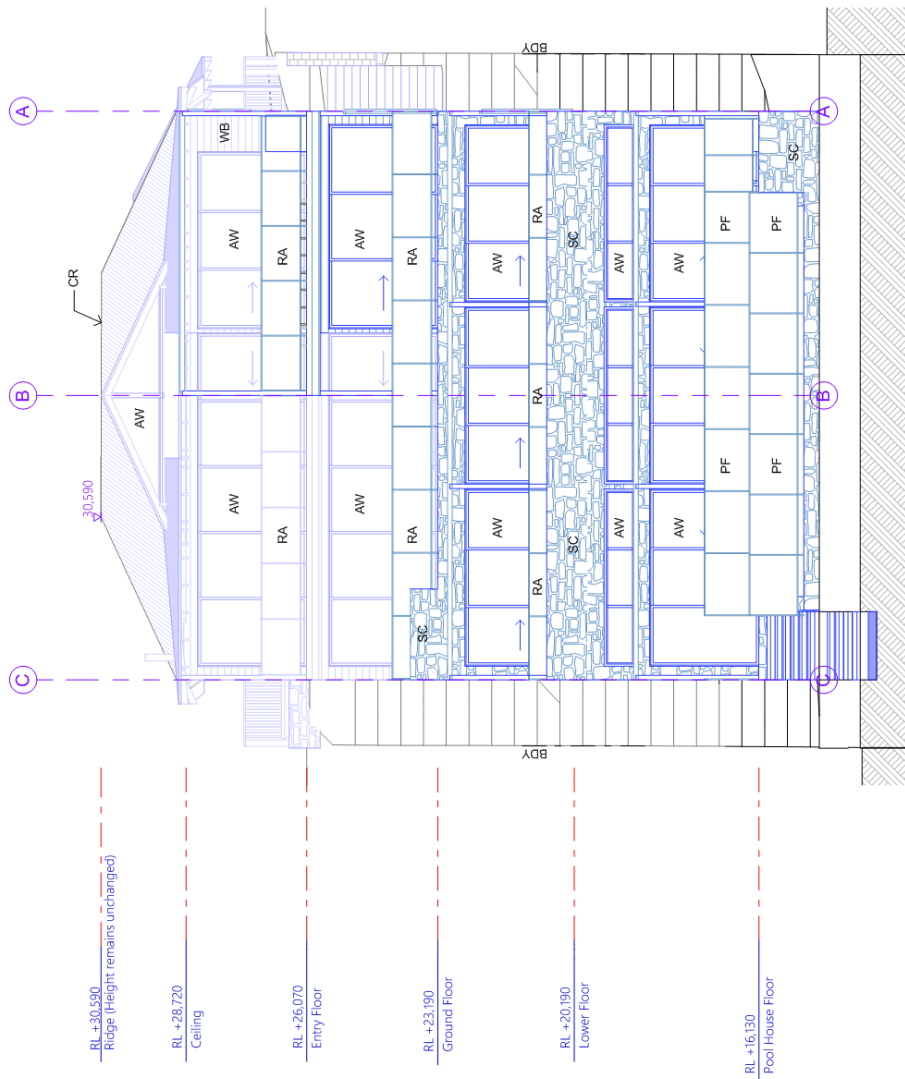 C
B
A
CR
30,590
RL +30,590
Ridge (Height remains unchanged)
AW
RL +28,720
Ceiling
WB
AW
AW
RA
RA
RL +26,070
Entry Floor
AW
AW
RA
RA
SC
RL +23,190
Ground Floor
AW
AW
AW
RA
RA
RA
BDY
BDY
SC
SC
RL +20,190
Lower Floor
AW
AW
AW
AW
PF
PF
RL +16,130
Pool House Floor
PF
PF
SC
C
B
A